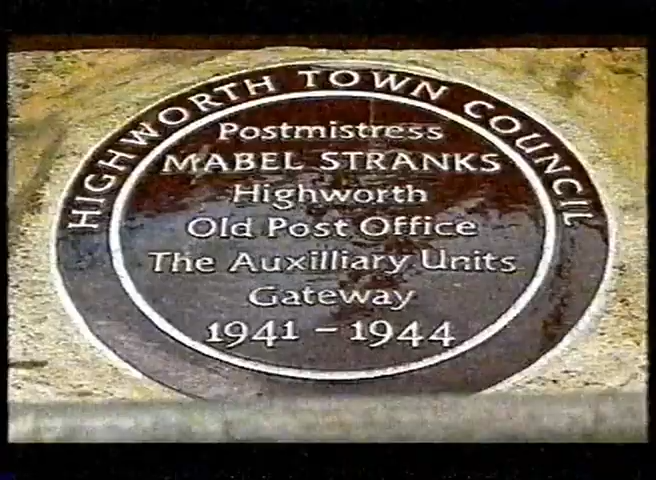 HIGHWORTH TOWN COUNCIL
Postmistress
MABEL STRANKS
Highworth
Old Post Office
The Auxilliary Units
Gateway
1941 – 1944